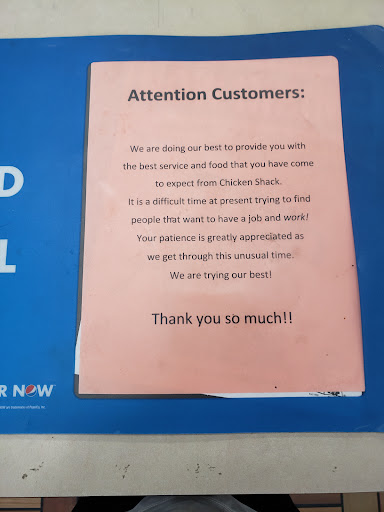 Attention Customers:
We are doing our best to provide you with
the best service and food that you have come
to expect from Chicken Shack.
It is a difficult time at present trying to find
people that want to have a job and work!
Your patience is greatly appreciated as
we get through this unusual time.
We are trying our best!
Thank you so much!!
D
L
R NOW